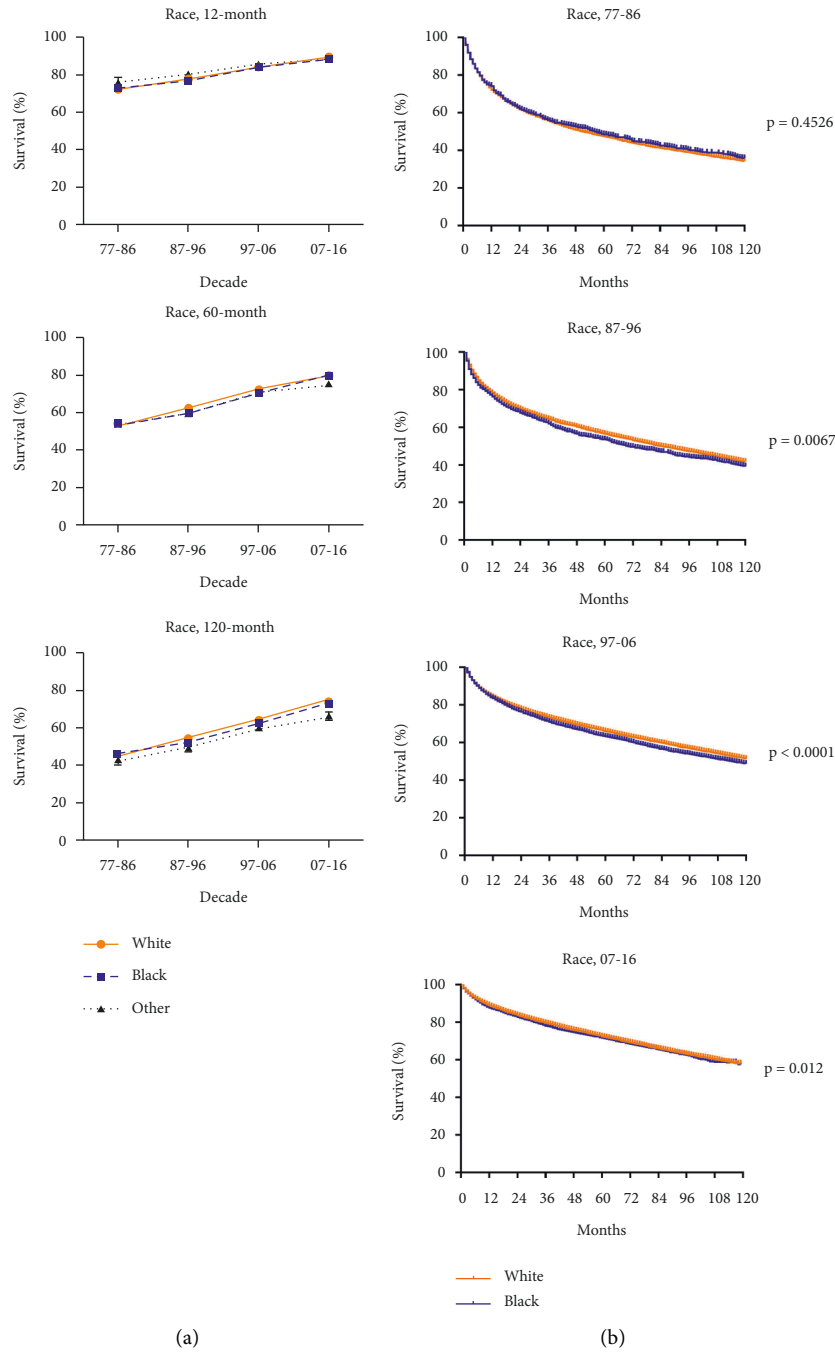 Race, 12-month
100
80
60
40
20
0
Survival (%)
77-86 87-96 97-06 07-16
Decade
Race, 60-month
100
80
60
40
20
0
Survival (%)
77-86 87-96 97-06 07-16
Decade
Race, 120-month
100
80
60
40
20
0
Survival (%)
77-86 87-96 97-06 07-16
Decade
White
Black
Other
(a)
Race, 77-86
100
80
60
40
20
0
Survival (%)
0 12 24 36 48 60 72 84 96 108 120
Months
p = 0.4526
Race, 87-96
100
80
60
40
20
0
Survival (%)
0 12 24 36 48 60 72 84 96 108 120
Months
p = 0.0067
Race, 97-06
100
80
60
40
20
0
Survival (%)
0 12 24 36 48 60 72 84 96 108 120
Months
p < 0.0001
Race, 07-16
100
80
60
40
20
0
Survival (%)
0 12 24 36 48 60 72 84 96 108 120
Months
p = 0.012
White
Black
(b)